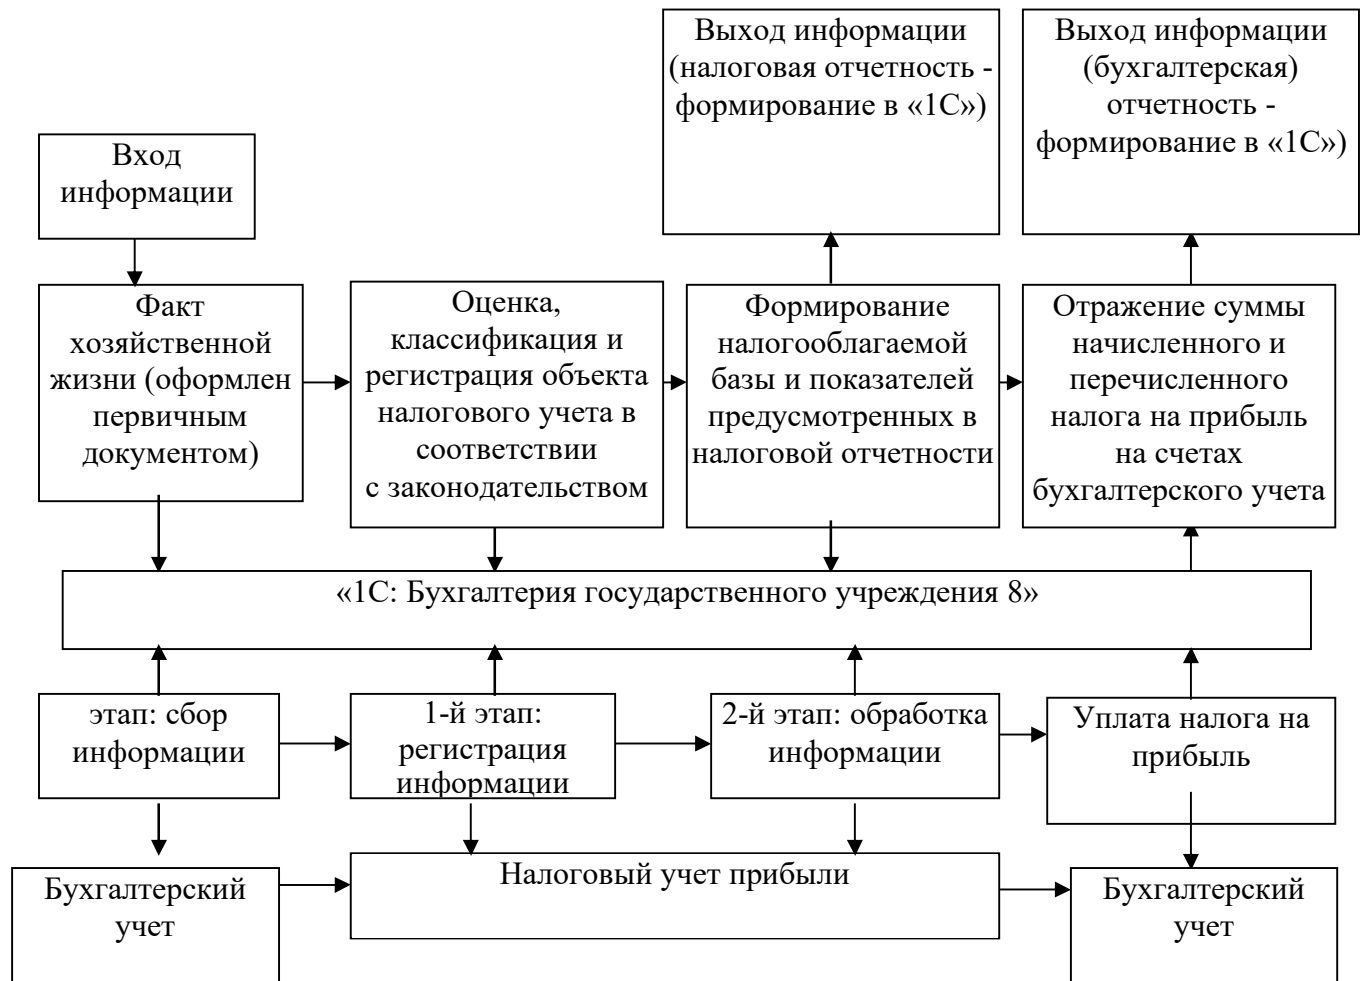 Выход информации
(налоговая отчетность -
формирование в «1С»)
Выход информации
(бухгалтерская)
отчетность -
формирование в «1С»)
Вход
информации
Факт
хозяйственной
жизни (оформлен
первичным
документом)
Оценка,
классификация и
регистрация объекта
налогового учета в
соответствии
с законодательством
Формирование
налогооблагаемой
базы и показателей
предусмотренных в
налоговой отчетности
Отражение суммы
начисленного и
перечисленного
налога на прибыль
на счетах
бухгалтерского учета
«1С: Бухгалтерия государственного учреждения 8»
этап: сбор
информации
1-й этап:
регистрация
информации
2-й этап: обработка
информации
Уплата налога на
прибыль
Бухгалтерский
учет
Налоговый учет прибыли
Бухгалтерский
учет